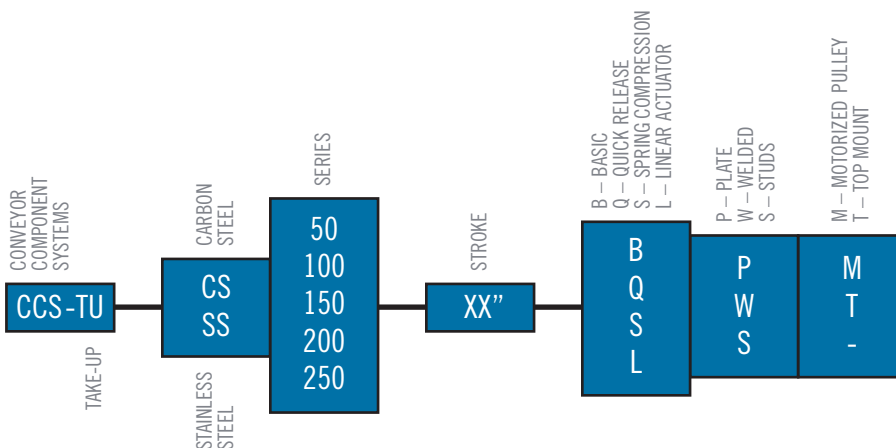 CONVEYOR
COMPONENT
SYSTEMS
CCS-TU
TAKE-UP
CARBON
STEEL
CS
SS
STAINLESS
STEEL
SERIES
50
100
150
200
250
STROKE
XX”
B – BASIC
Q – QUICK RELEASE
S – SPRING COMPRESSION
L – LINEAR ACTUATOR
B
Q
S
L
P – PLATE
W – WELDED
S – STUDS
P
W
S
M – MOTORIZED PULLEY
T – TOP MOUNT
M
T
-